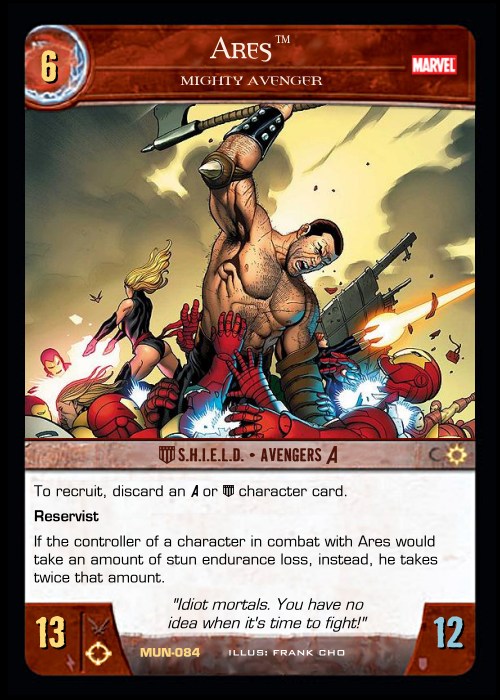 6
ARES™
MIGHTY AVENGER
MARVEL
S.H.I.E.L.D. • AVENGERS A
To recruit, discard an A or character card.
Reservist
If the controller of a character in combat with Ares would
take an amount of stun endurance loss, instead, he takes
twice that amount.
"Idiot mortals. You have no
idea when it's time to fight!"
13
MUN-084 ILLUS: FRANK CHO
12